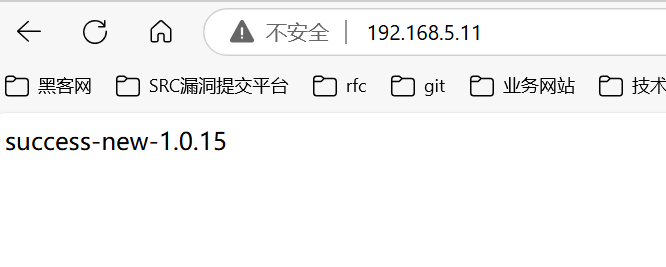 不安全 192.168.5.11
黑客网 SRC漏洞提交平台 rfc git 业务网站 技术
success-new-1.0.15